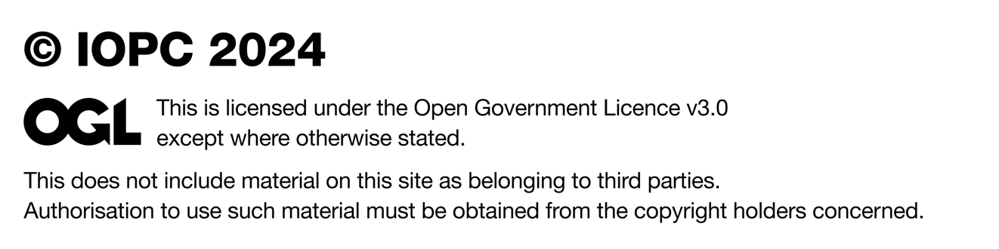 © IOPC 2024
OGL
This is licensed under the Open Government Licence v3.0
except where otherwise stated.
This does not include material on this site as belonging to third parties.
Authorisation to use such material must be obtained from the copyright holders concerned.